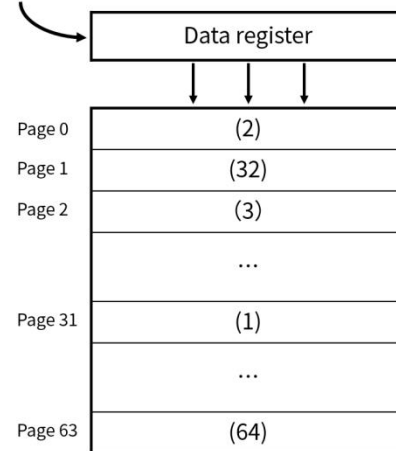 Data register
Page 0 (2)
Page 1 (32)
Page 2 (3)
...
Page 31 (1)
...
Page 63 (64)